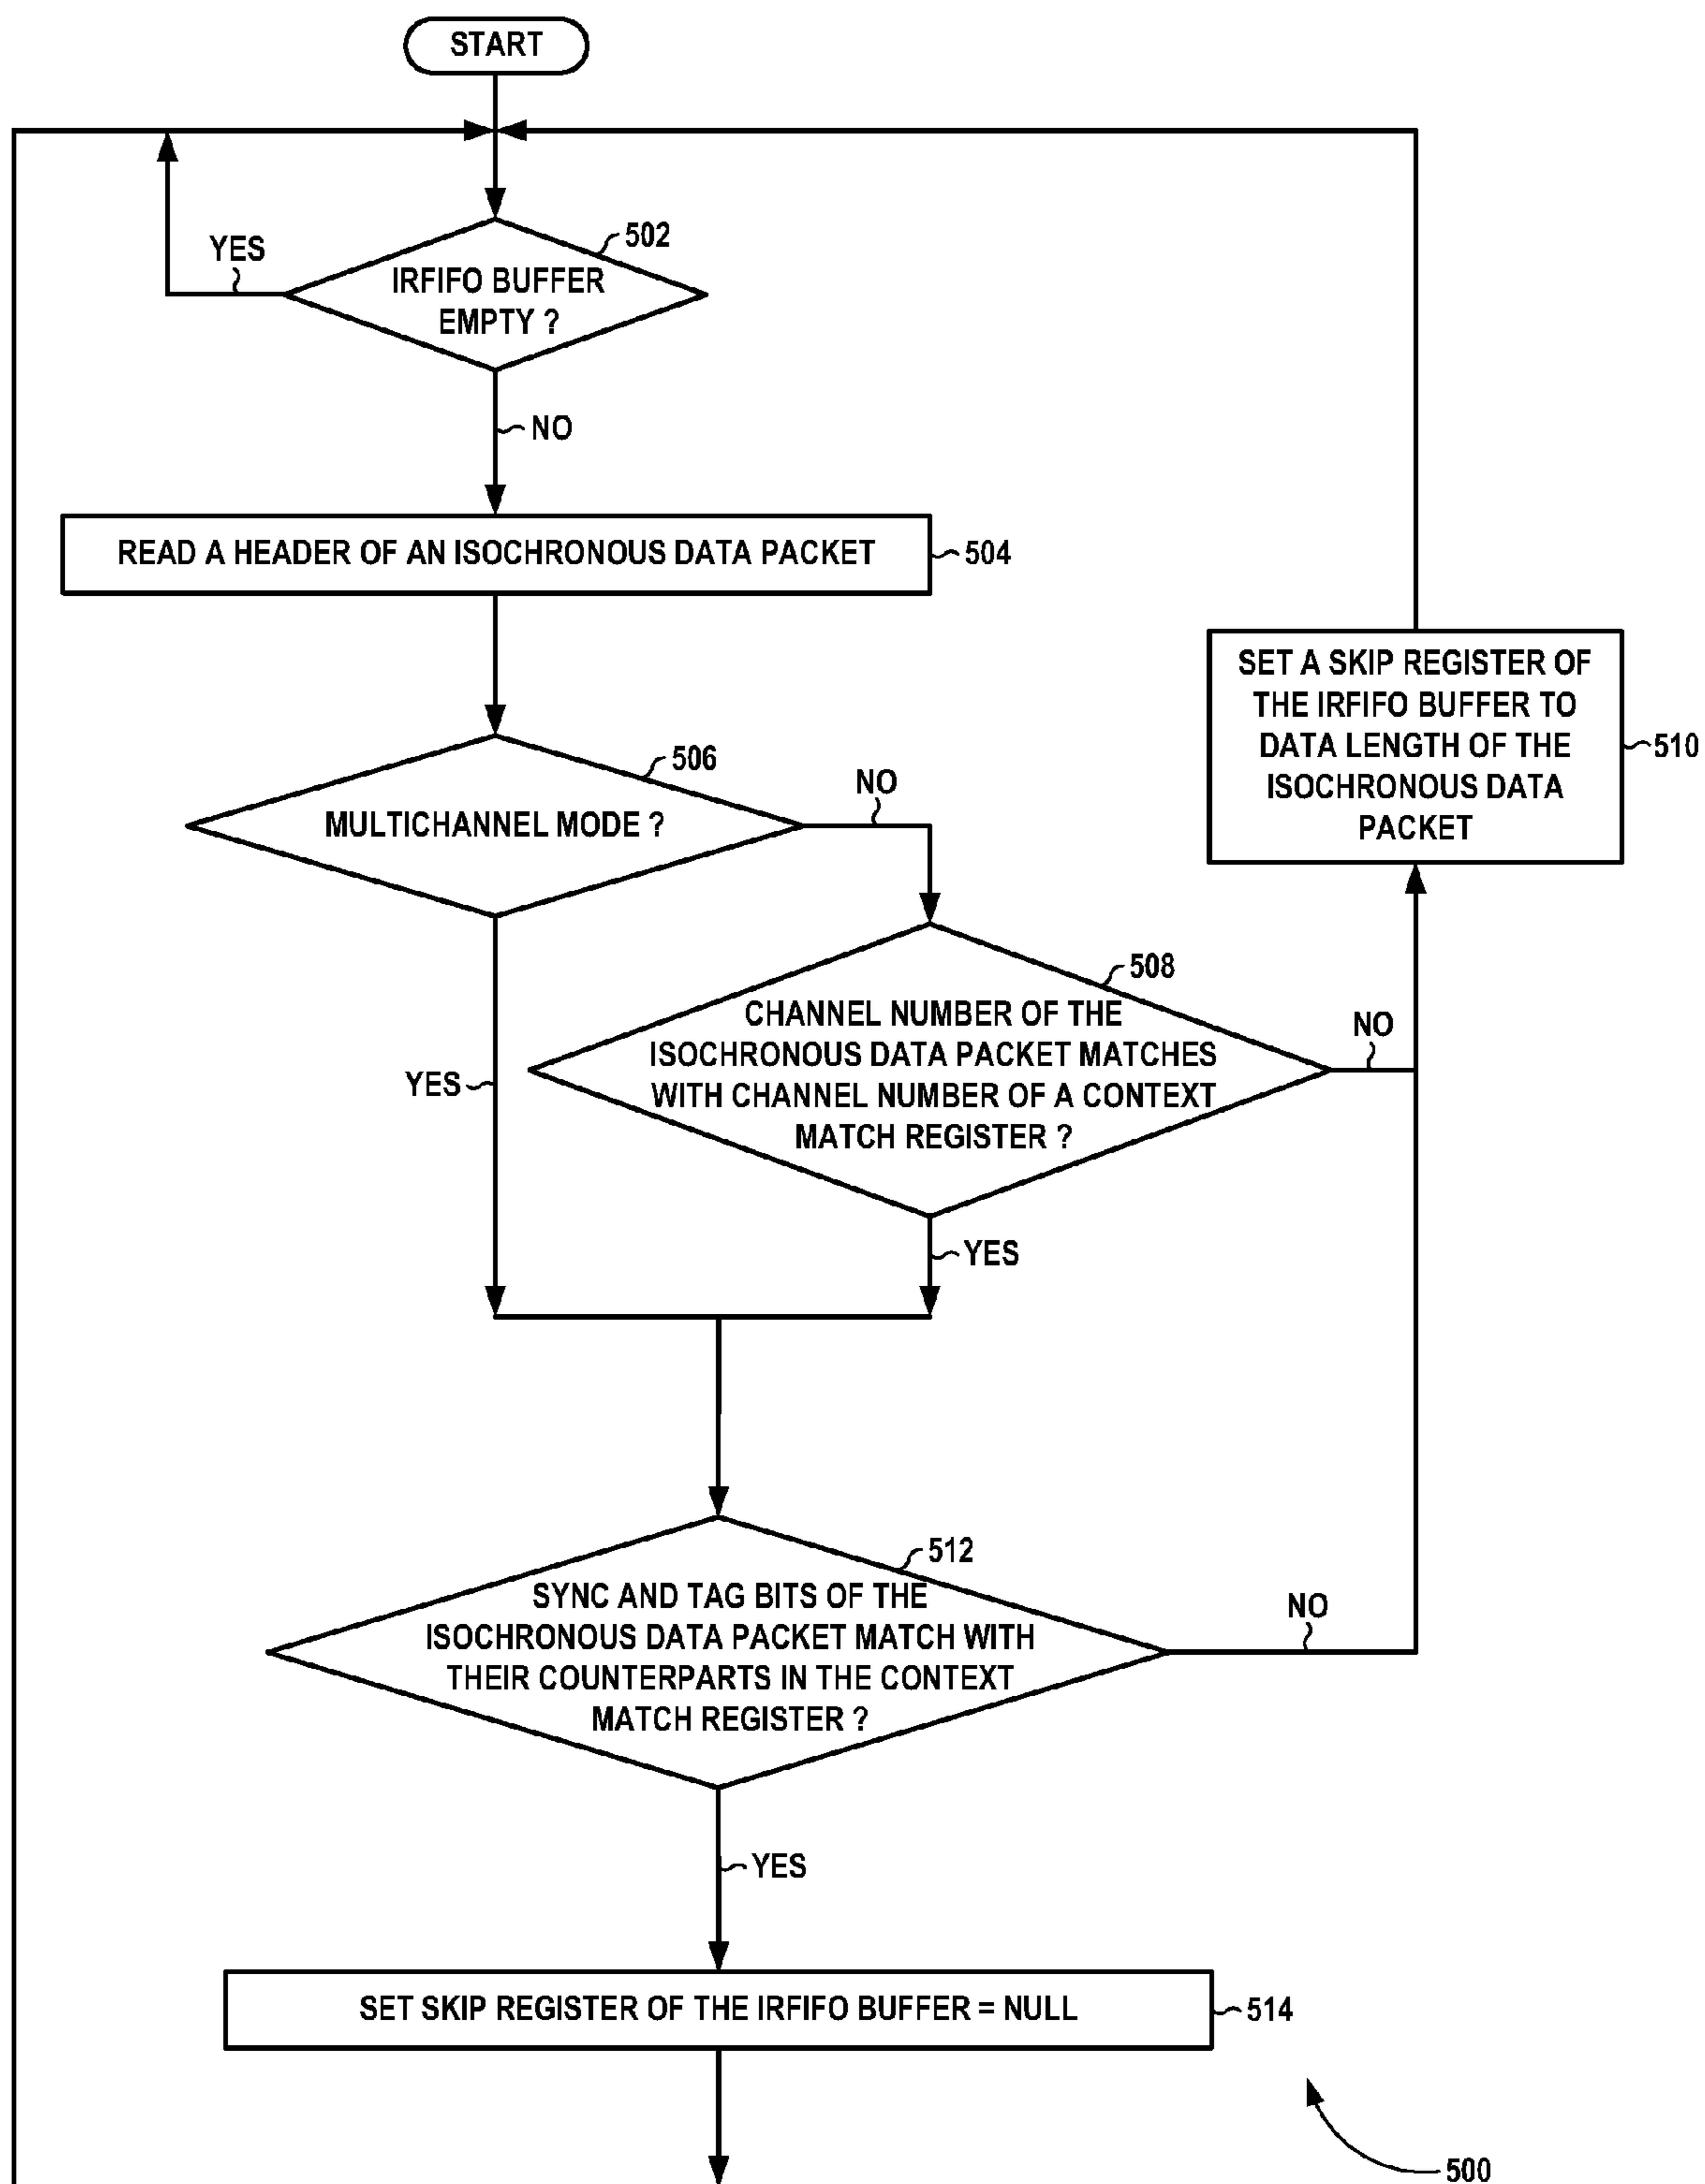 START
502
YES
IRFIFO BUFFER
EMPTY ?
NO
READ A HEADER OF AN ISOCHRONOUS DATA PACKET
504
SET A SKIP REGISTER OF
THE IRFIFO BUFFER TO
DATA LENGTH OF THE
ISOCHRONOUS DATA
PACKET
510
506
NO
MULTICHANNEL MODE ?
508
CHANNEL NUMBER OF THE
ISOCHRONOUS DATA PACKET MATCHES
WITH CHANNEL NUMBER OF A CONTEXT
MATCH REGISTER ?
NO
YES
YES
512
SYNC AND TAG BITS OF THE
ISOCHRONOUS DATA PACKET MATCH WITH
THEIR COUNTERPARTS IN THE CONTEXT
MATCH REGISTER ?
NO
YES
SET SKIP REGISTER OF THE IRFIFO BUFFER = NULL
514
500